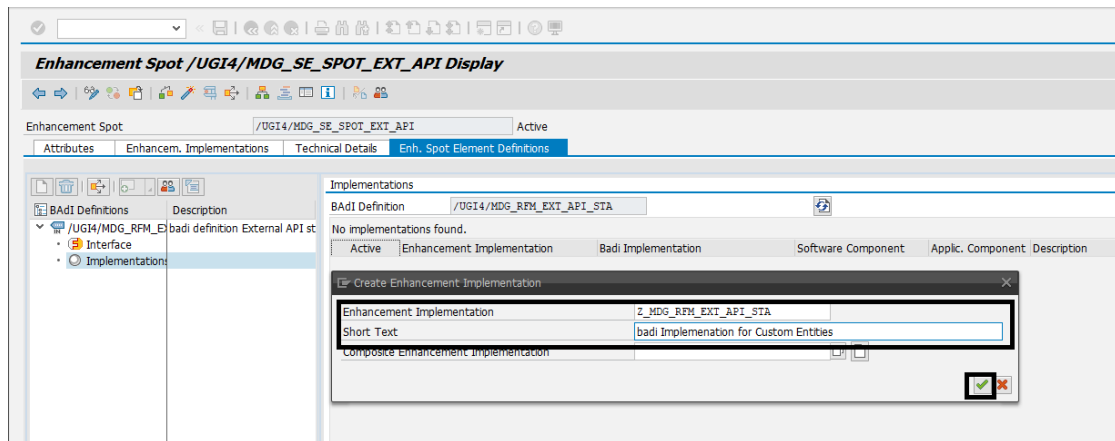 Enhancement Spot /UGI4/MDG_SE_SPOT_EXT_API Display
Enhancement Spot /UGI4/MDG_SE_SPOT_EXT_API Active
Attributes Enhancem. Implementations Technical Details Enh. Spot Element Definitions
Implementations
BAdI Definitions Description
BAdI Definition /UGI4/MDG_RFM_EXT_API_STA
/UGI4/MDG_RFM_E badi definition External API st
No implementations found.
Interface
Active Enhancement Implementation Badi Implementation Software Component Applic. Component Description
Implementations
Create Enhancement Implementation
Enhancement Implementation Z_MDG_RFM_EXT_API_STA
Short Text badi Implemenation for Custom Entities
Composite Enhancement Implementation